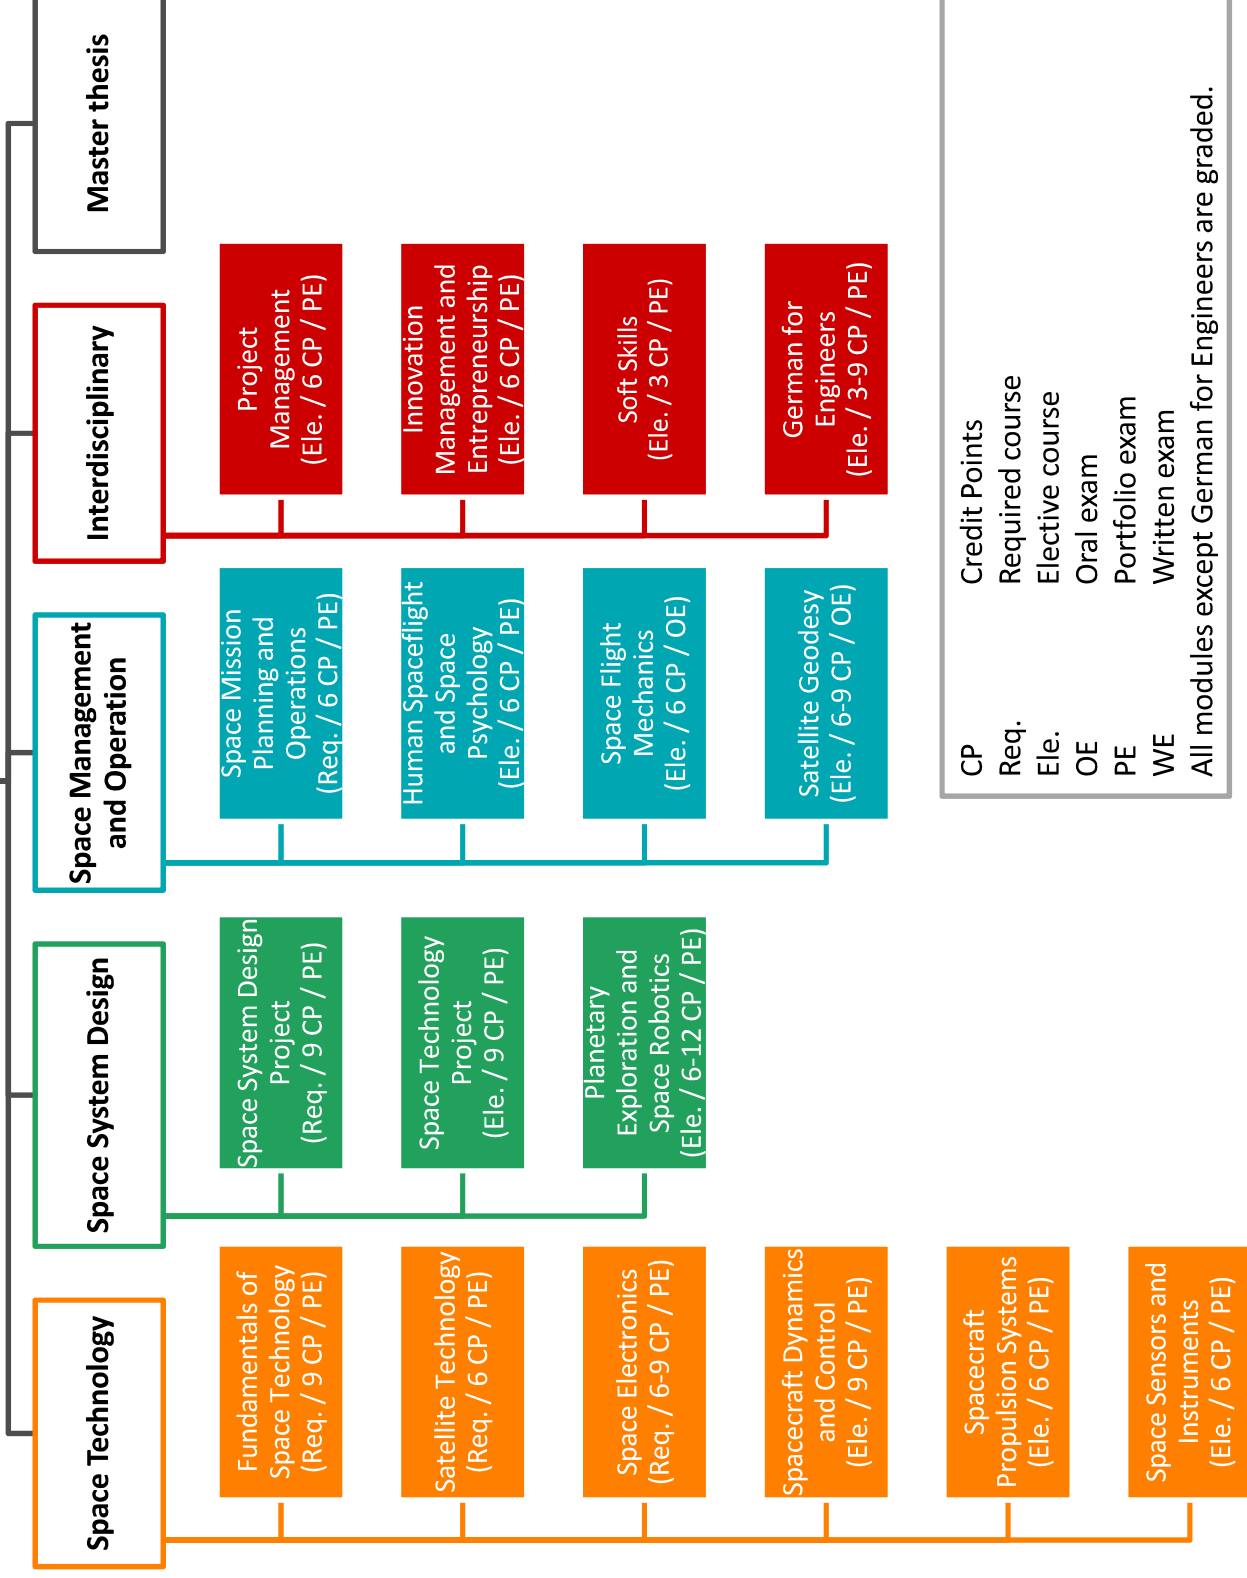 Space Technology
Fundamentals of
Space Technology
(Req. / 9 CP / PE)
Satellite Technology
(Req. / 6 CP / PE)
Space Electronics
(Req. / 6-9 CP / PE)
Spacecraft Dynamics
and Control
(Ele. / 9 CP / PE)
Spacecraft
Propulsion Systems
(Ele. / 6 CP / PE)
Space Sensors and
Instruments
(Ele. / 6 CP / PE)
Space System Design
Space System Design
Project
(Req. / 9 CP / PE)
Space Technology
Project
(Ele. / 9 CP / PE)
Planetary
Exploration and
Space Robotics
(Ele. / 6-12 CP / PE)
Space Management
and Operation
Space Mission
Planning and
Operations
(Req. / 6 CP / PE)
Human Spaceflight
and Space
Psychology
(Ele. / 6 CP / PE)
Space Flight
Mechanics
(Ele. / 6 CP / OE)
Satellite Geodesy
(Ele. / 6-9 CP / OE)
Interdisciplinary
Project
Management
(Ele. / 6 CP / PE)
Innovation
Management and
Entrepreneurship
(Ele. / 6 CP / PE)
Soft Skills
(Ele. / 3 CP / PE)
German for
Engineers
(Ele. / 3-9 CP / PE)
Master thesis
CP Credit Points
Req. Required course
Ele. Elective course
OE Oral exam
PE Portfolio exam
WE Written exam
All modules except German for Engineers are graded.